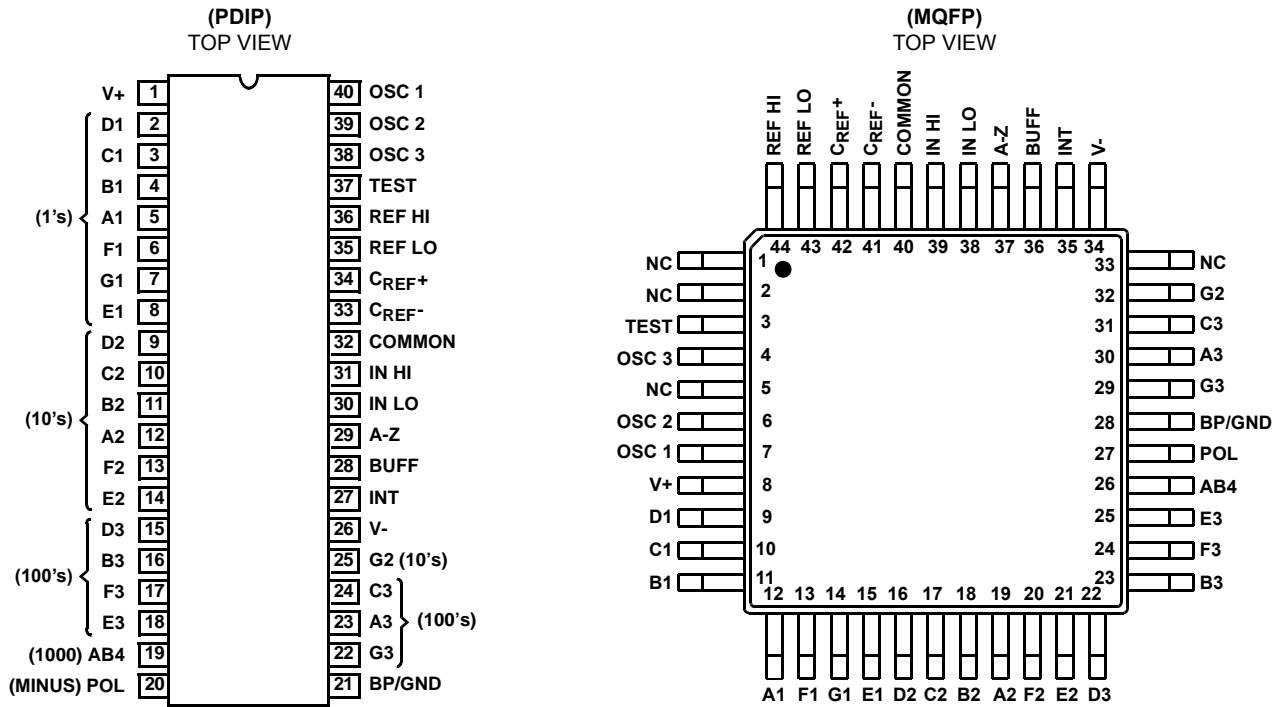 (PDIP)
TOP VIEW
V+ 1
D1 2
C1 3
B1 4
(1's) A1 5
F1 6
G1 7
E1 8
D2 9
C2 10
B2 11
(10's) A2 12
F2 13
E2 14
D3 15
B3 16
(100's) F3 17
E3 18
(1000) AB4 19
(MINUS) POL 20
40 OSC 1
39 OSC 2
38 OSC 3
37 TEST
36 REF HI
35 REF LO
34 CREF+
33 CREF-
32 COMMON
31 IN HI
30 IN LO
29 A-Z
28 BUFF
27 INT
26 V-
25 G2 (10's)
24 C3
23 A3 (100's)
22 G3
21 BP/GND
(MQFP)
TOP VIEW
REF HI
REF LO
CREF+
CREF-
COMMON
IN HI
IN LO
A-Z
BUFF
INT
V-
44 43 42 41 40 39 38 37 36 35 34
NC 1
NC 2
TEST 3
OSC 3 4
NC 5
OSC 2 6
OSC 1 7
V+ 8
D1 9
C1 10
B1 11
33 NC
32 G2
31 C3
30 A3
29 G3
28 BP/GND
27 POL
26 AB4
25 E3
24 F3
23 B3
12 13 14 15 16 17 18 19 20 21 22
A1 F1 G1 E1 D2 C2 B2 A2 F2 E2 D3